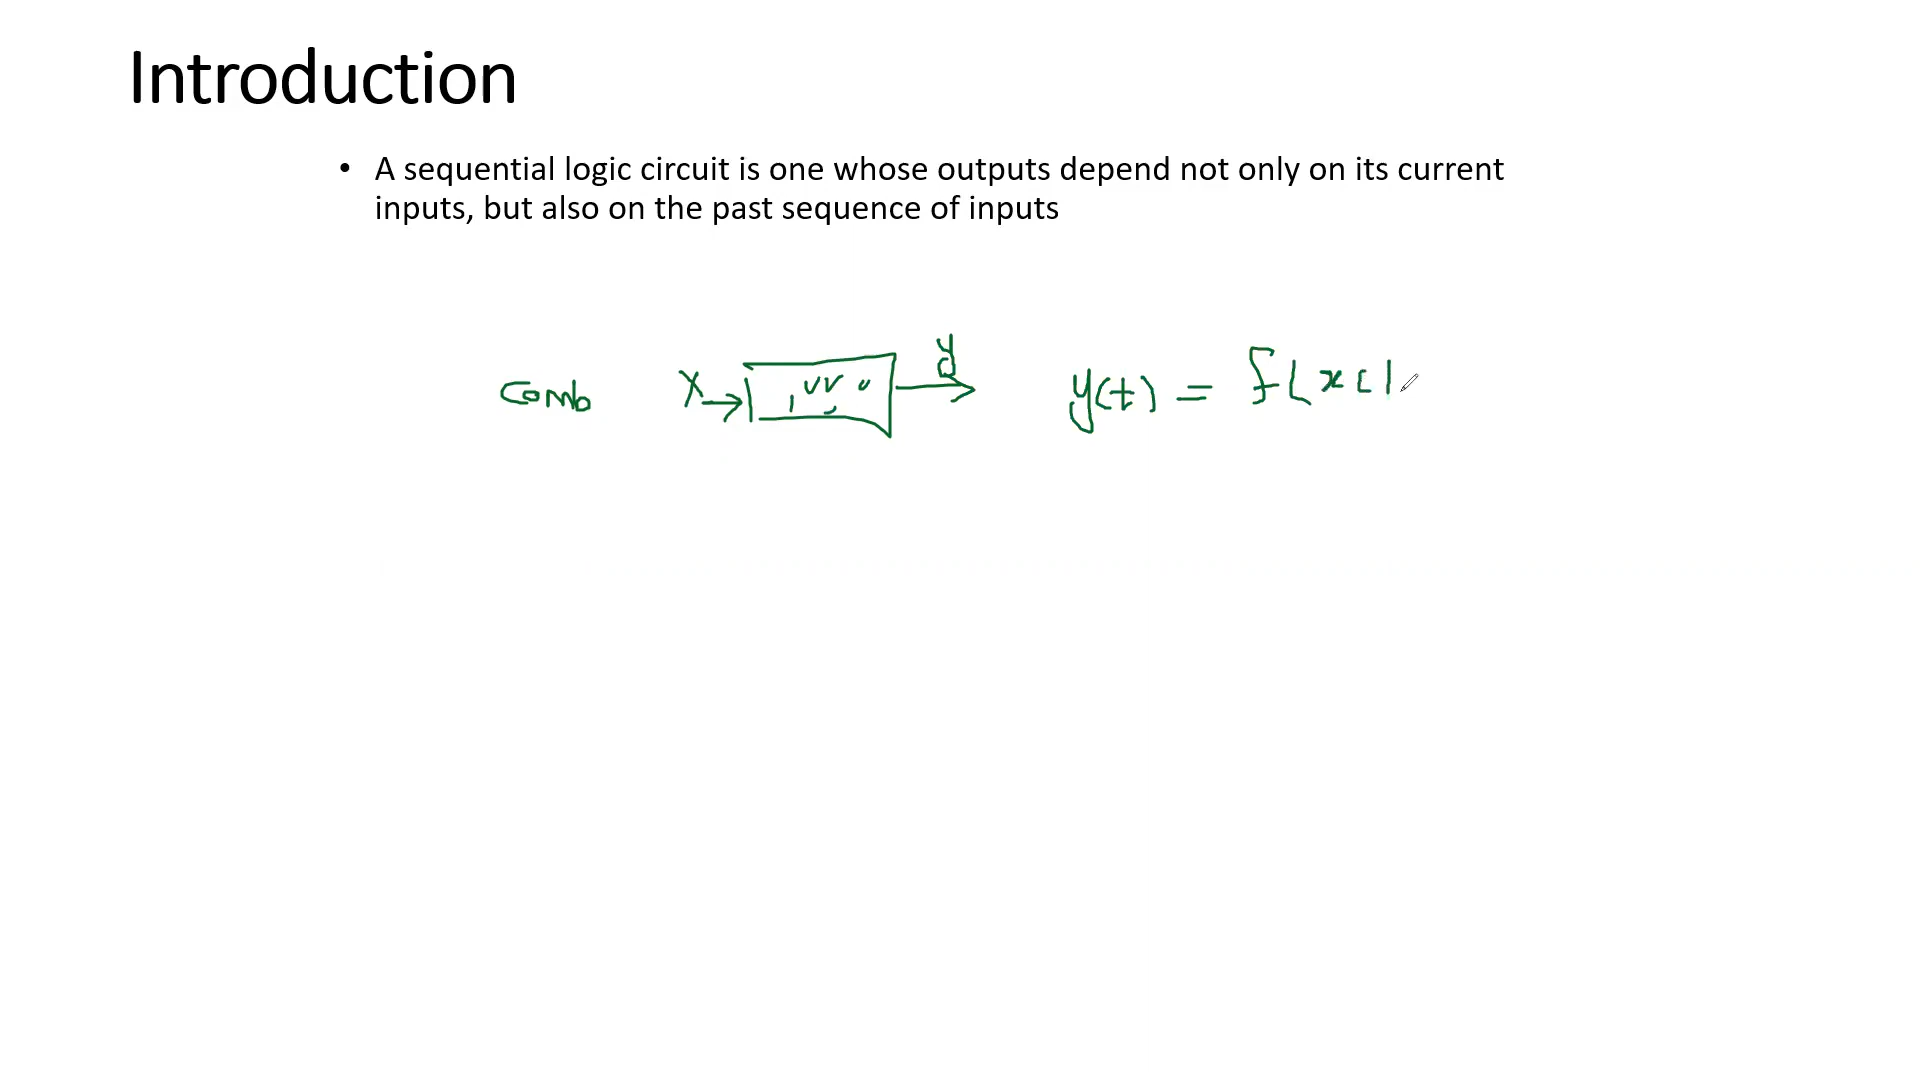 Introduction
• A sequential logic circuit is one whose outputs depend not only on its current
inputs, but also on the past sequence of inputs
Comb X y y(t) = f(x(